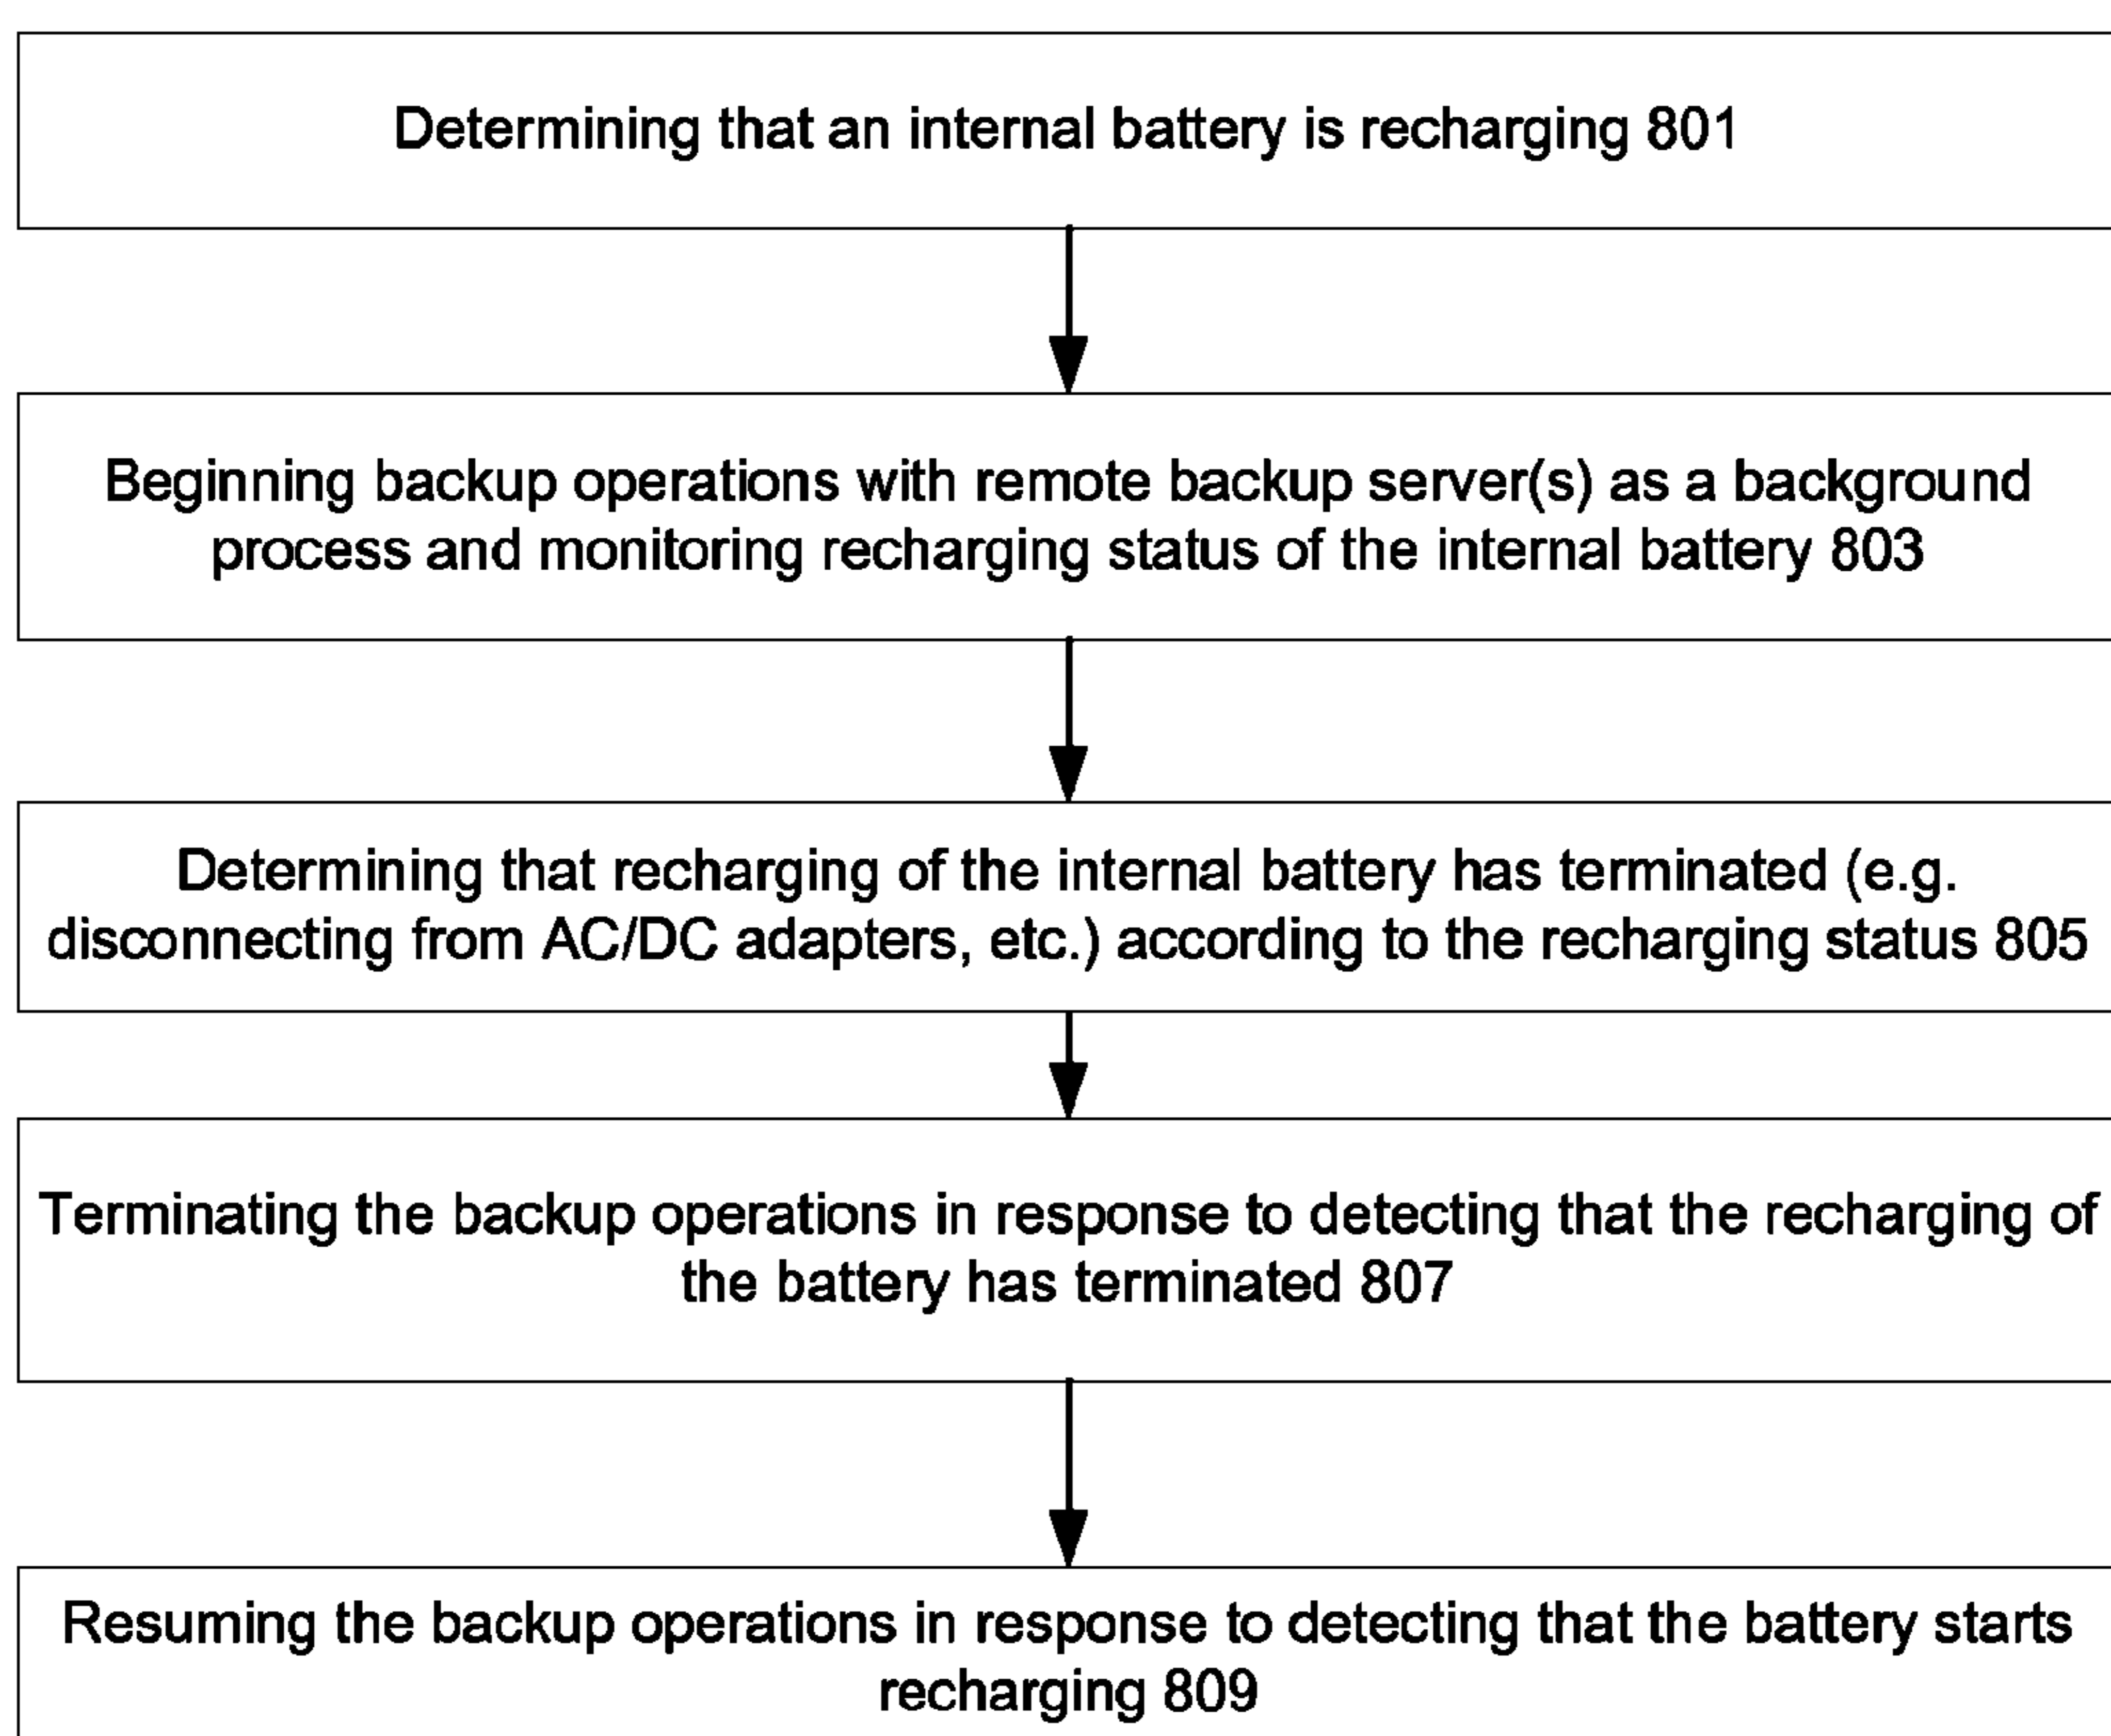 Determining that an internal battery is recharging 801
Beginning backup operations with remote backup server(s) as a background
process and monitoring recharging status of the internal battery 803
Determining that recharging of the internal battery has terminated (e.g.
disconnecting from AC/DC adapters, etc.) according to the recharging status 805
Terminating the backup operations in response to detecting that the recharging of
the battery has terminated 807
Resuming the backup operations in response to detecting that the battery starts
recharging 809